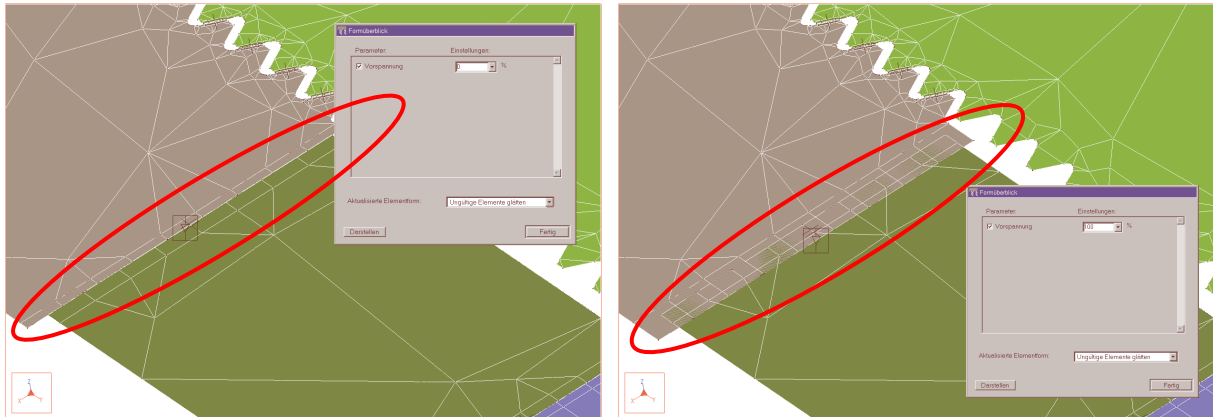 Formüberblick
Parameter: Einstellungen:
Vorspannung 0 %
Aktualisierte Elementform: Ungültige Elemente glätten
Darstellen Fertig
Z
X Y
Formüberblick
Parameter: Einstellungen:
Vorspannung 100 %
Aktualisierte Elementform: Ungültige Elemente glätten
Darstellen Fertig
Z
X Y